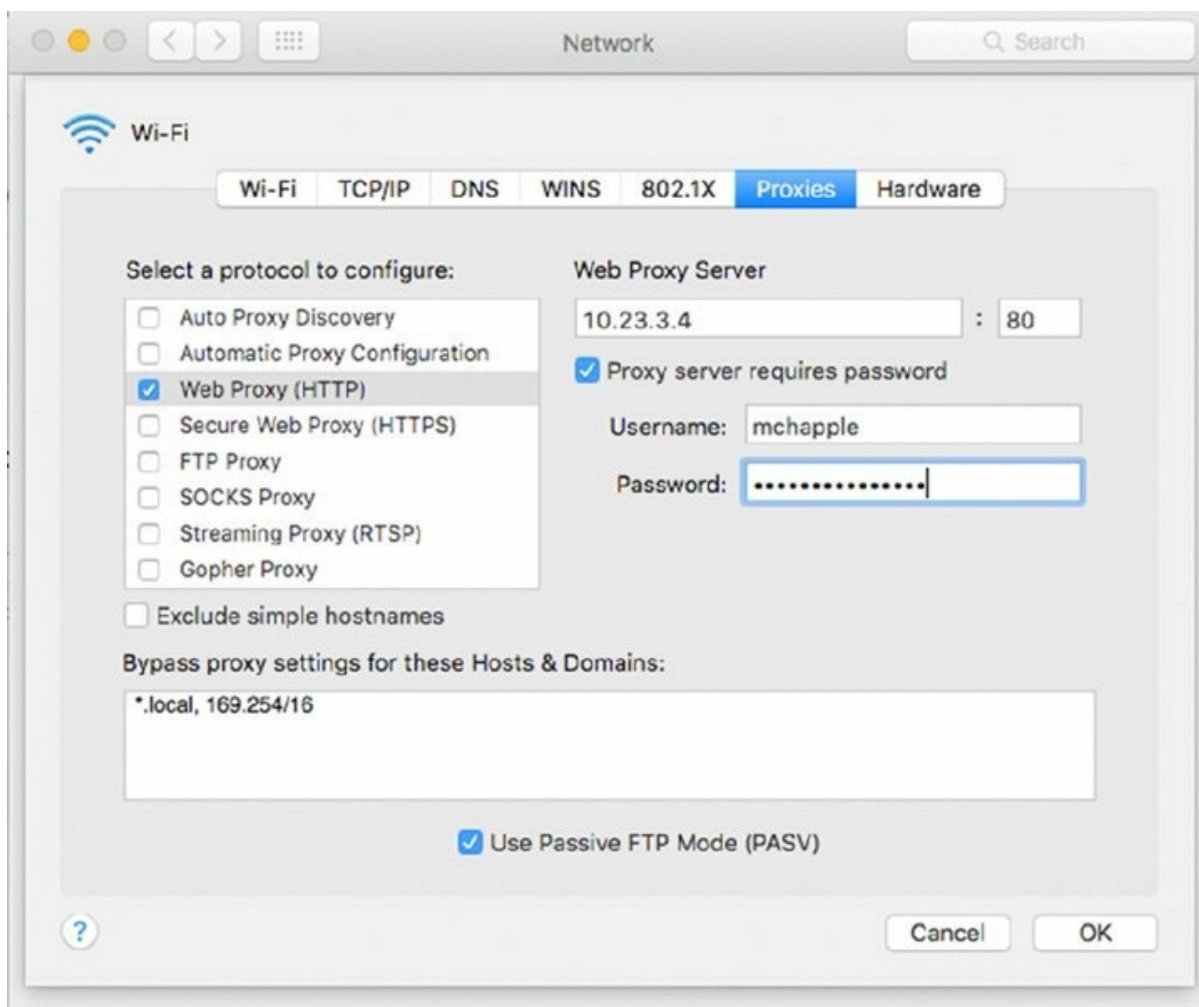 Network
Search
Wi-Fi
Wi-Fi TCP/IP DNS WINS 802.1X Proxies Hardware
Select a protocol to configure:
Auto Proxy Discovery
Automatic Proxy Configuration
Web Proxy (HTTP)
Secure Web Proxy (HTTPS)
FTP Proxy
SOCKS Proxy
Streaming Proxy (RTSP)
Gopher Proxy
Exclude simple hostnames
Web Proxy Server
10.23.3.4 : 80
Proxy server requires password
Username: mchapple
Password: •••••••••••••••
Bypass proxy settings for these Hosts & Domains:
*.local, 169.254/16
Use Passive FTP Mode (PASV)
?
Cancel OK